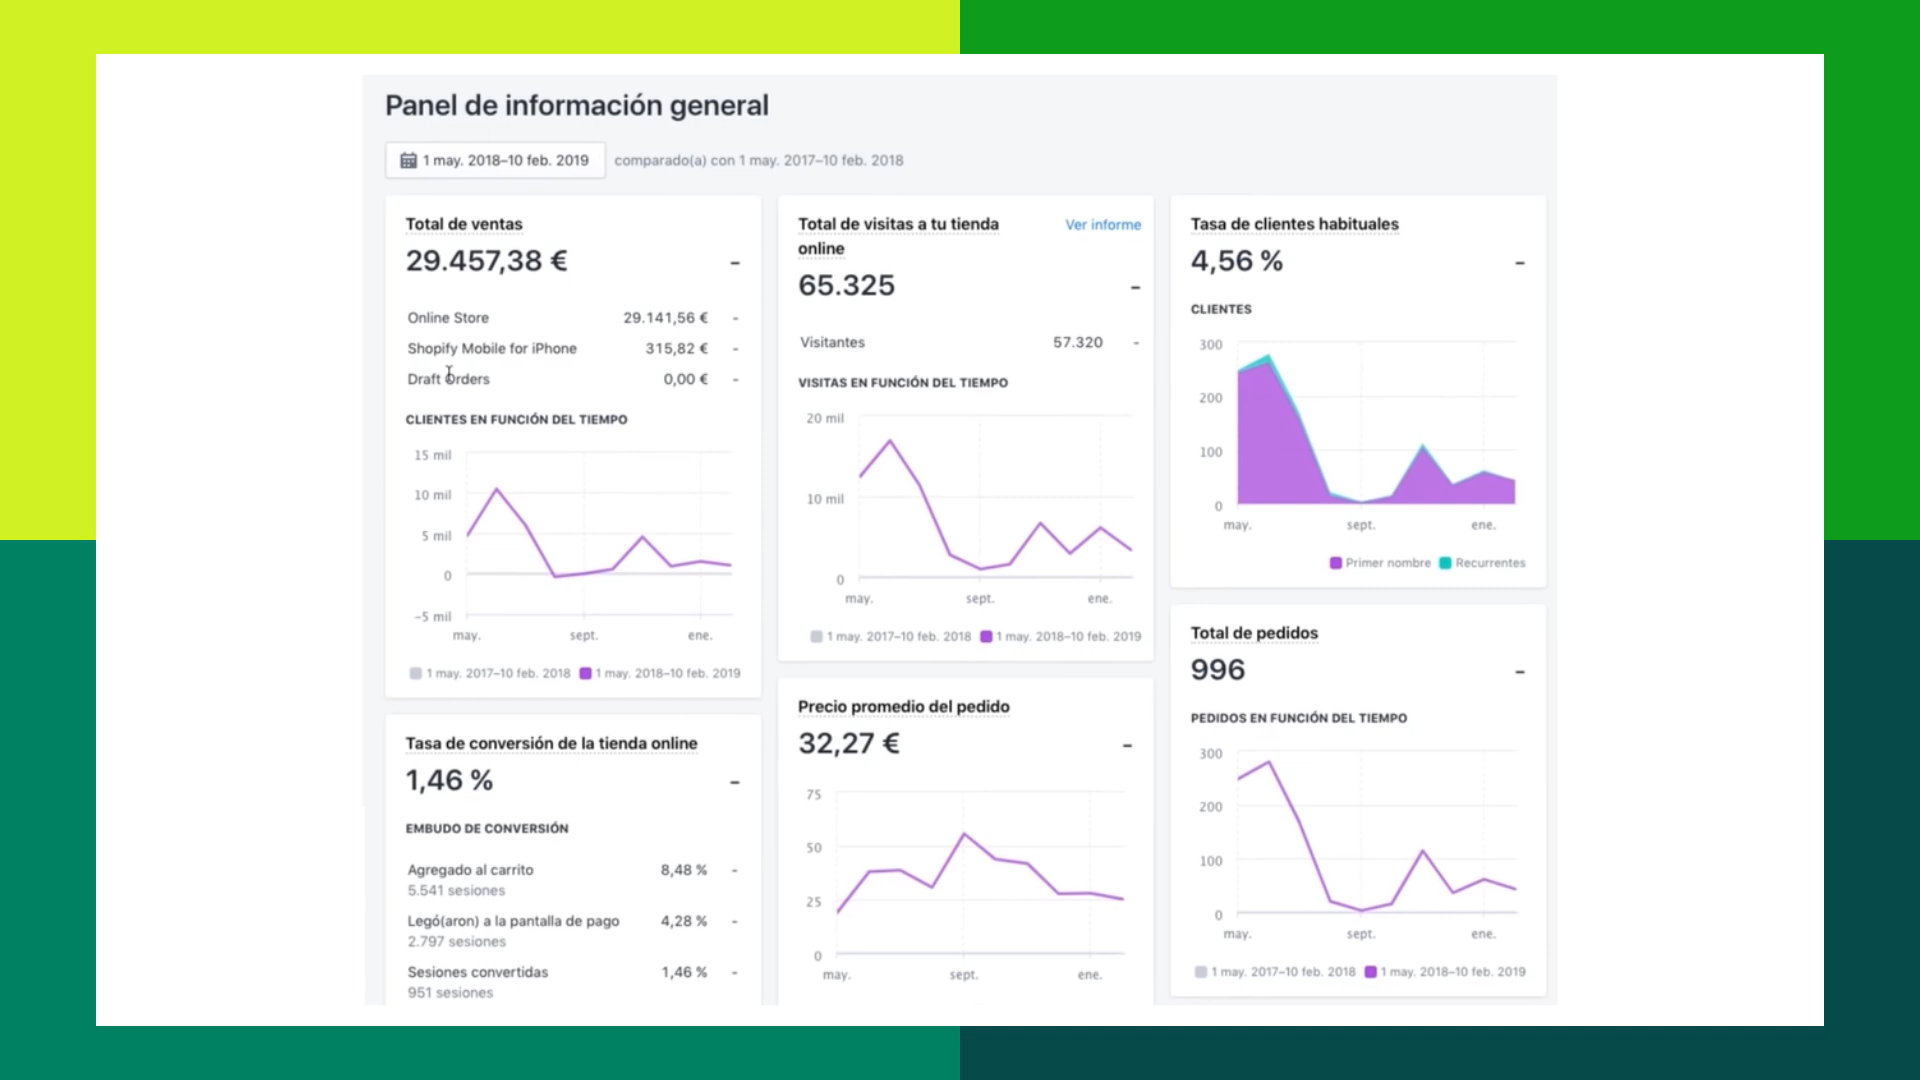 Panel de información general
1 may. 2018–10 feb. 2019
comparado(a) con 1 may. 2017–10 feb. 2018
Total de ventas
29.457,38 €
-
Online Store 29.141,56 € -
Shopify Mobile for iPhone 315,82 € -
Draft Orders 0,00 € -
CLIENTES EN FUNCIÓN DEL TIEMPO
15 mil
10 mil
5 mil
0
−5 mil
may. sept. ene.
1 may. 2017–10 feb. 2018 1 may. 2018–10 feb. 2019
Tasa de conversión de la tienda online
1,46 %
-
EMBUDO DE CONVERSIÓN
Agregado al carrito 8,48 % -
5.541 sesiones
Legó(aron) a la pantalla de pago 4,28 % -
2.797 sesiones
Sesiones convertidas 1,46 % -
951 sesiones
Total de visitas a tu tienda
online
Ver informe
65.325
-
Visitantes 57.320 -
VISITAS EN FUNCIÓN DEL TIEMPO
20 mil
10 mil
0
may. sept. ene.
1 may. 2017–10 feb. 2018 1 may. 2018–10 feb. 2019
Precio promedio del pedido
32,27 €
-
75
50
25
0
may. sept. ene.
Tasa de clientes habituales
4,56 %
-
CLIENTES
300
200
100
0
may. sept. ene.
Primer nombre Recurrentes
Total de pedidos
996
-
PEDIDOS EN FUNCIÓN DEL TIEMPO
300
200
100
0
may. sept. ene.
1 may. 2017–10 feb. 2018 1 may. 2018–10 feb. 2019